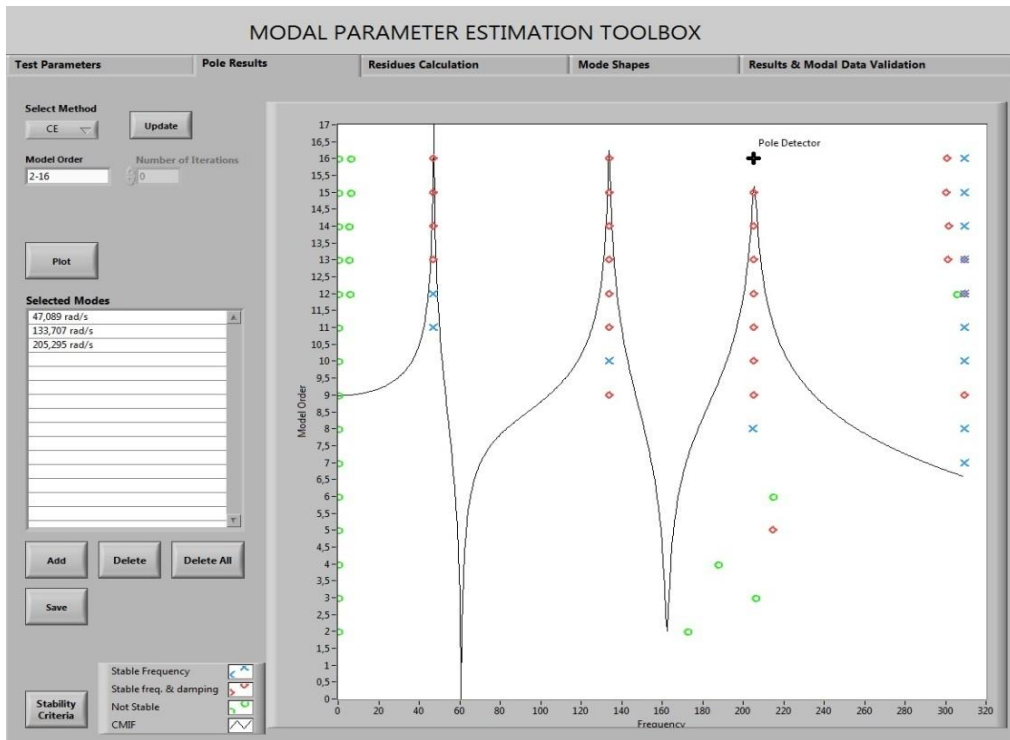 MODAL PARAMETER ESTIMATION TOOLBOX
Test Parameters Pole Results Residues Calculation Mode Shapes Results & Modal Data Validation
Select Method
CE
Update
Model Order
Number of Iterations
2-16
0
Plot
Selected Modes
47,089 rad/s
133,707 rad/s
205,295 rad/s
Add Delete Delete All
Save
Stability Criteria
Stable Frequency
Stable freq. & damping
Not Stable
CMIF
Pole Detector
Model Order
17
16,5
16
15,5
15
14,5
14
13,5
13
12,5
12
11,5
11
10,5
10
9,5
9
8,5
8
7,5
7
6,5
6
5,5
5
4,5
4
3,5
3
2,5
2
1,5
1
0,5
0
0 20 40 60 80 100 120 140 160 180 200 220 240 260 280 300 320
Frequency